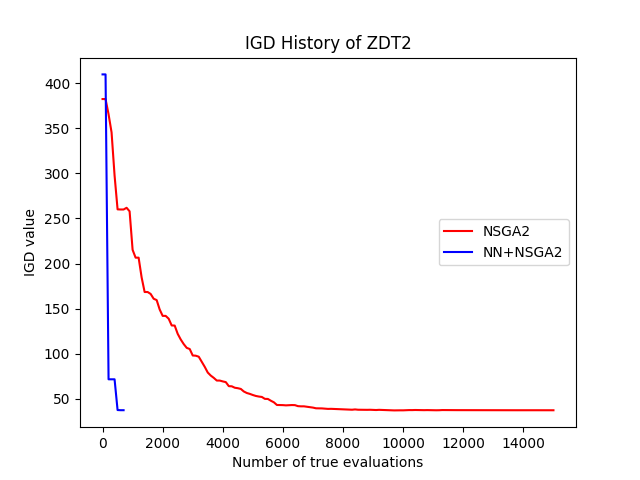 IGD History of ZDT2
IGD value
400
350
300
250
200
150
100
50
NSGA2
NN+NSGA2
0 2000 4000 6000 8000 10000 12000 14000
Number of true evaluations